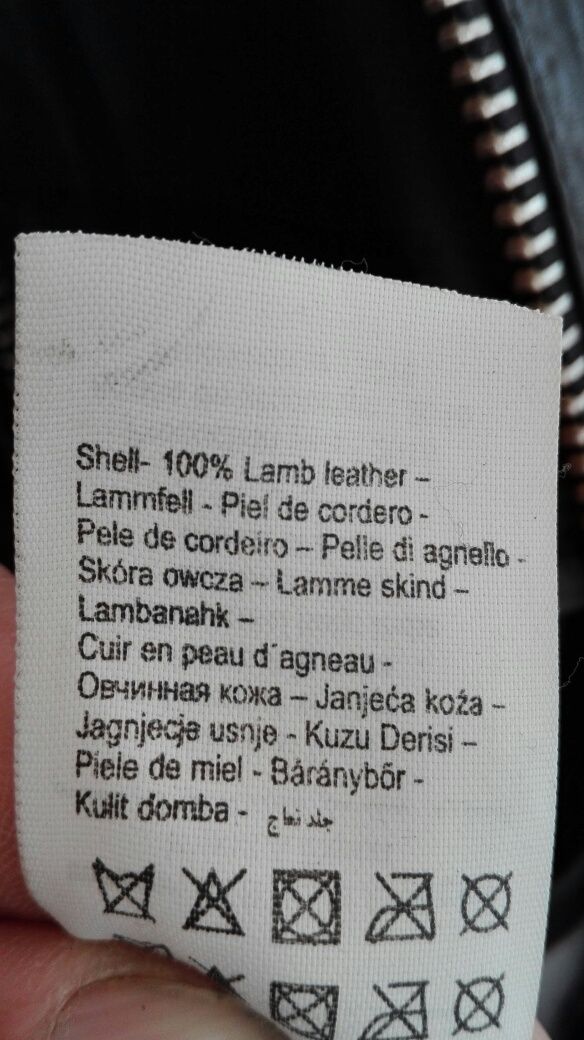 Shell- 100% Lamb leather –
Lammfell - Piel de cordero -
Pele de cordeiro – Pelle di agnello -
Skóra owcza – Lamme skind –
Lambanahk –
Cuir en peau d´agneau -
Овчинная кожа – Janjeća koža –
Jagnjecje usnje - Kuzu Derisi –
Piele de miel - Báránybőr -
Kulit domba - جلد نعاج